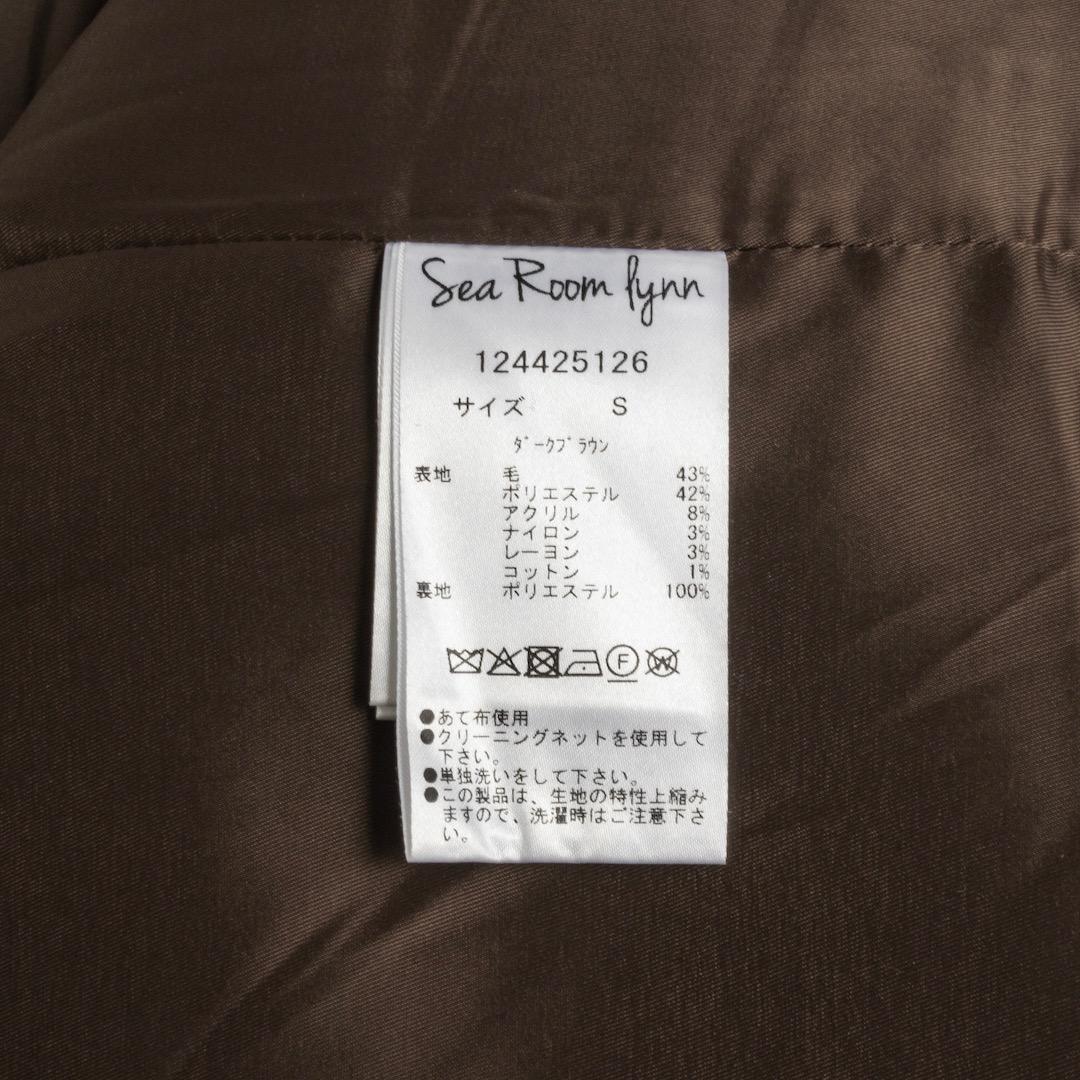 Sea Room lynn
124425126
サイズ S
ﾀﾞｰｸﾌﾞﾗｳﾝ
表地 毛 43%
ポリエステル 42%
アクリル 8%
ナイロン 3%
レーヨン 3%
コットン 1%
裏地 ポリエステル 100%
F W
●あて布使用
●クリーニングネットを使用して
下さい。
●単独洗いをして下さい。
●この製品は、生地の特性上縮み
ますので、洗濯時はご注意下さ
い。